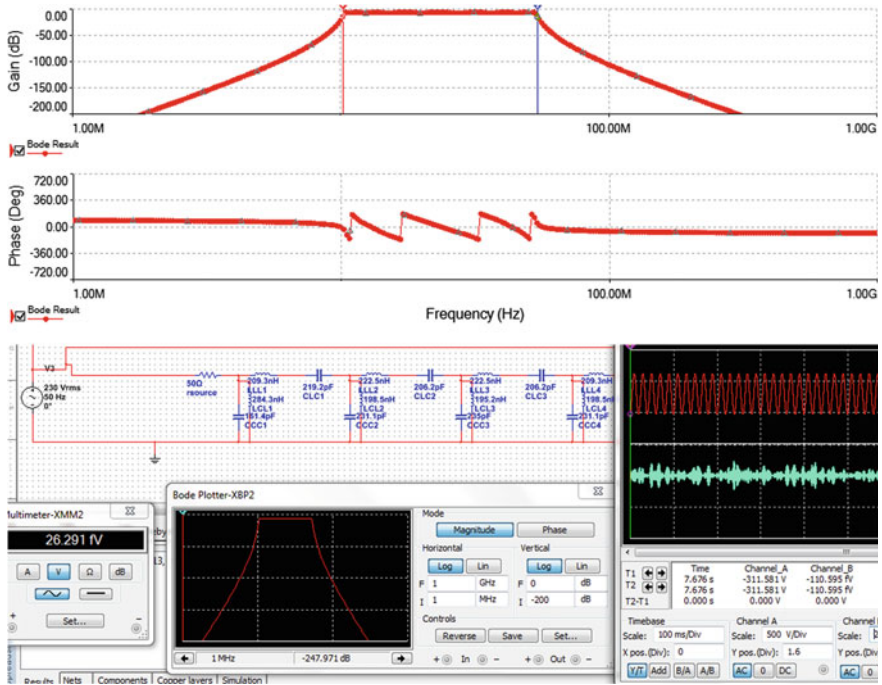 0.00
-50.00
-100.00
-150.00
-200.00
Gain (dB)
1.00M
100.00M
1.00G
Bode Result
720.00
360.00
0.00
-360.00
-720.00
Phase (Deg)
1.00M
100.00M
1.00G
Frequency (Hz)
Bode Result
V3
230 Vrms
50 Hz
0°
50Ω
rsource
209.3nH
LLL1
284.3nH
LCL1
CCC1
219.2pF
CLC1
222.5nH
LLL2
198.5nH
LCL2
231.1pF
CCC2
206.2pF
CLC2
222.5nH
LLL3
195.2nH
LCL3
CCC3
206.2pF
CLC3
209.3nH
LLL4
198.5nH
LCL4
231.1pF
CCC4
Multimeter-XMM2
26.291 fV
A V Ω dB
Set...
+ -
Bode Plotter-XBP2
Mode
Magnitude Phase
Horizontal Vertical
Log Lin Log Lin
F 1 GHz F 0 dB
I 1 MHz I -200 dB
Controls
Reverse Save Set...
1 MHz -247.971 dB
+ In - + Out -
Time Channel_A Channel_B
T1 7.676 s -311.581 V -110.595 fV
T2 7.676 s -311.581 V -110.595 fV
T2-T1 0.000 s 0.000 V 0.000 V
Timebase Channel A
Scale: 100 ms/Div Scale: 500 V/Div Scale:
X pos.(Div): 0 Y pos.(Div): 1.6 Y pos.(Div)
Y/T Add B/A A/B AC 0 DC AC 0
Results Nets Components Copper layers Simulation